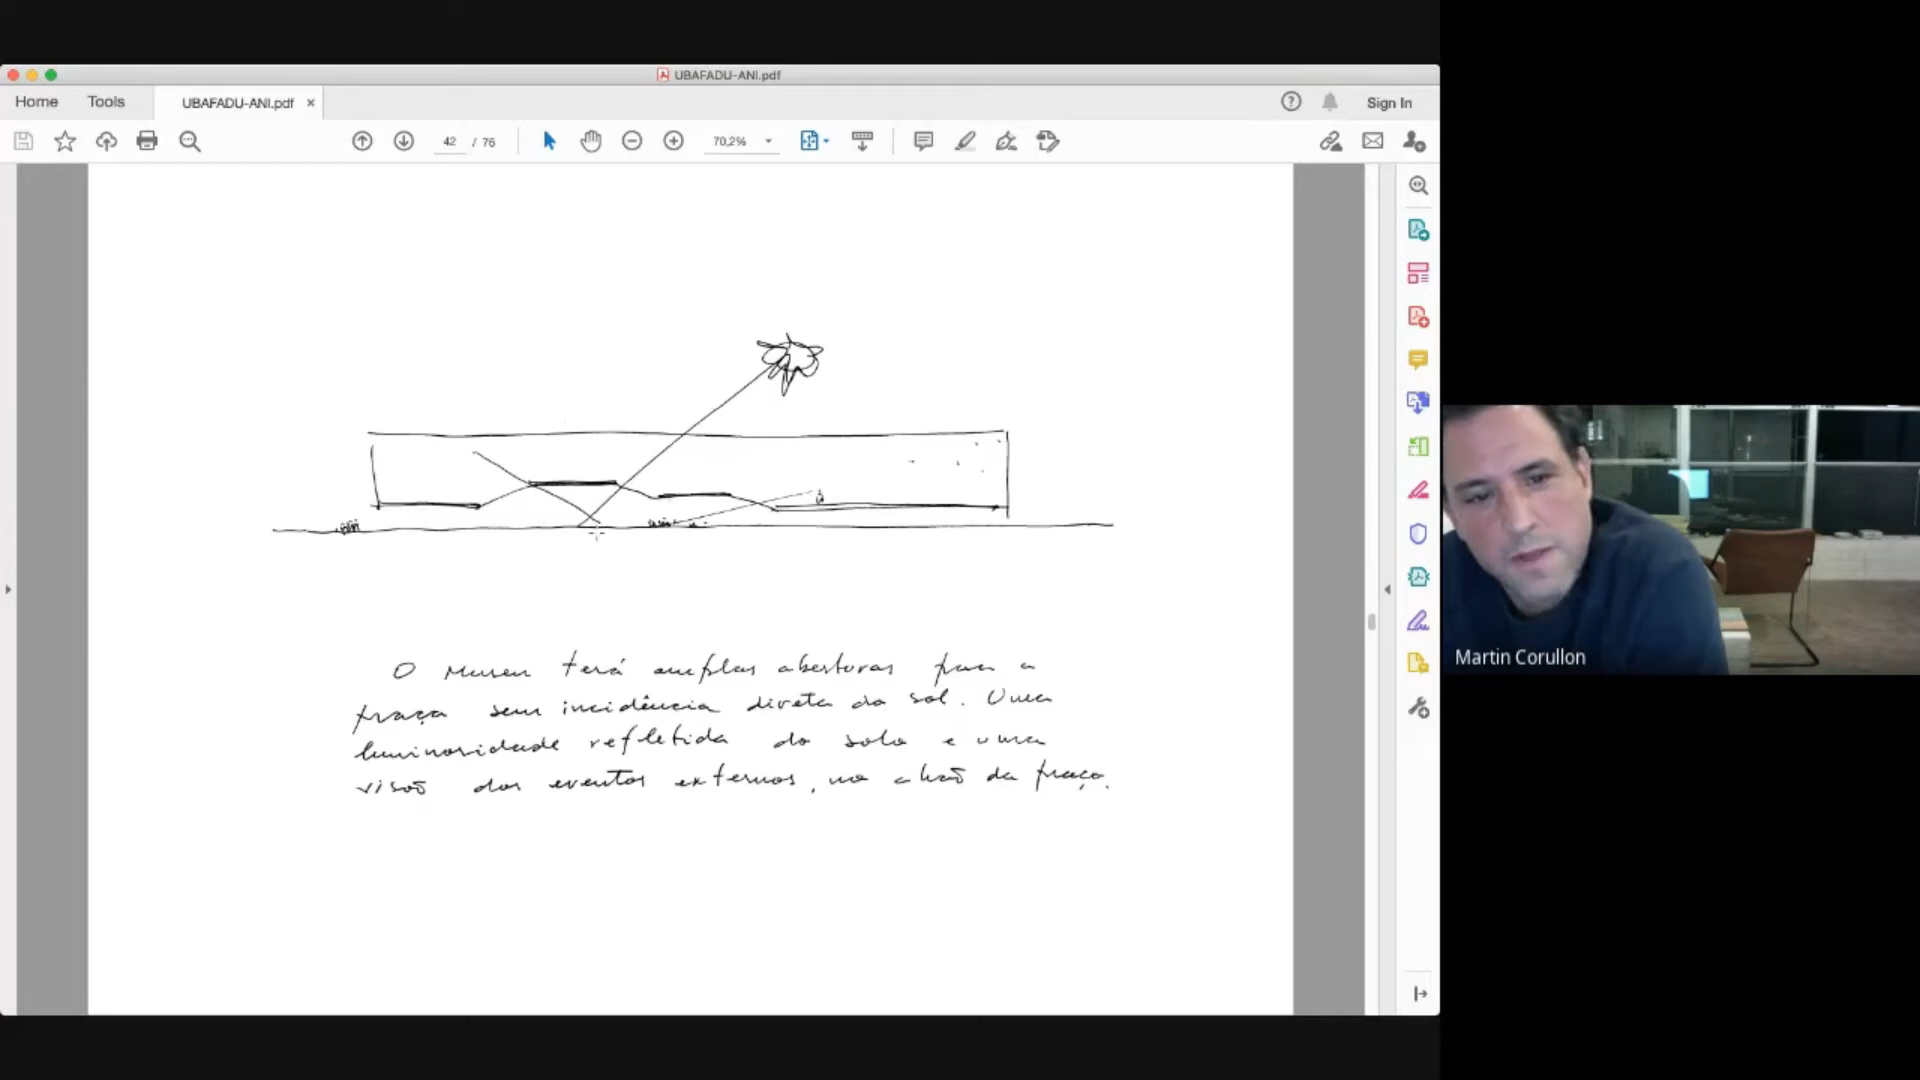 UBAFADU-ANI.pdf
Home
Tools
UBAFADU-ANI.pdf
Sign In
42 / 76
70,2%
O Museu terá amplas aberturas para a
praça sem incidência direta do sol. Uma
luminosidade refletida do solo e uma
visão dos eventos externos, no chão da praça.
Martin Corullon